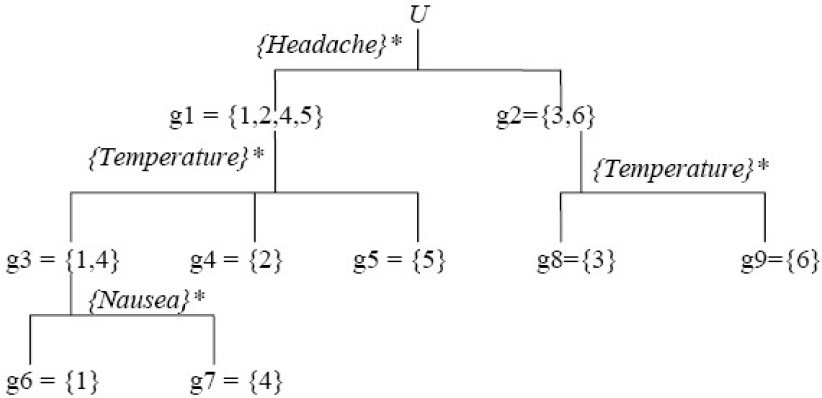 U
{Headache}*
g1 = {1,2,4,5} g2={3,6}
{Temperature}* {Temperature}*
g3 = {1,4} g4 = {2} g5 = {5} g8={3} g9={6}
{Nausea}*
g6 = {1} g7 = {4}